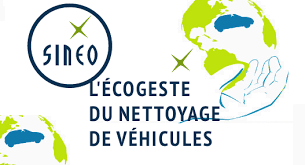 SINEO
L'ÉCOGESTE
DU NETTOYAGE
DE VÉHICULES